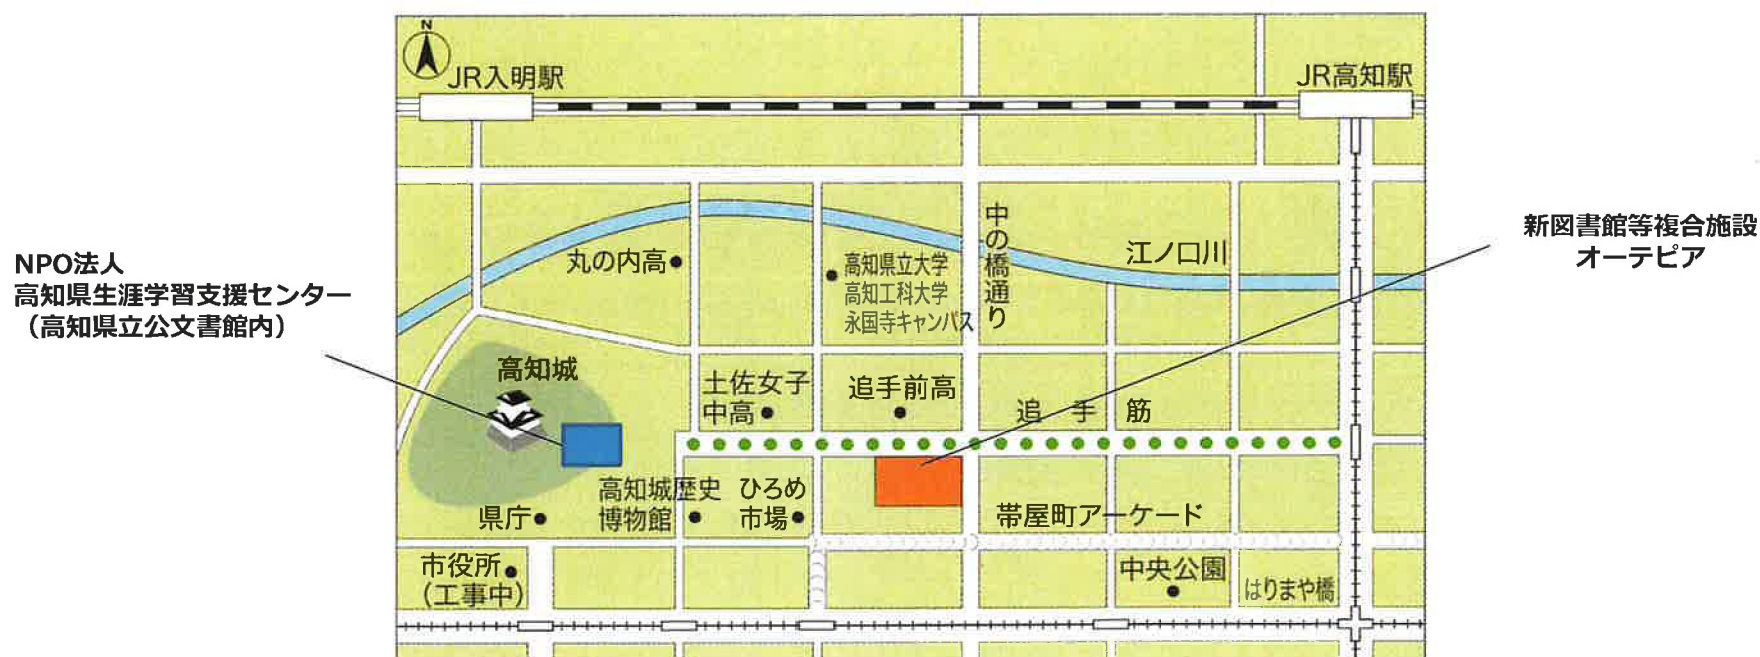 N
JR入明駅
JR高知駅
中の橋通り
新図書館等複合施設
オーテピア
江ノ口川
丸の内高
高知県立大学
高知工科大学
永国寺キャンパス
NPO法人
高知県生涯学習支援センター
（高知県立公文書館内）
高知城
土佐女子
中高
追手前高
追手筋
高知城歴史
博物館
ひろめ
市場
県庁
帯屋町アーケード
市役所
（工事中）
中央公園
はりまや橋